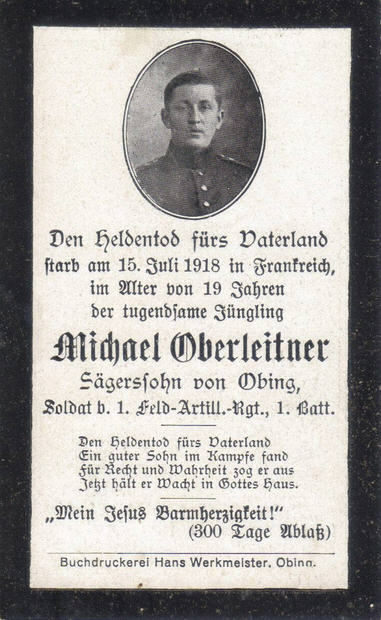 Den Heldentod fürs Vaterland
starb am 15. Juli 1918 in Frankreich,
im Alter von 19 Jahren
der tugendsame Jüngling
Michael Oberleitner
Sägerssohn von Obing,
Soldat b. 1. Feld-Artill.-Rgt., 1. Batt.
Den Heldentod fürs Vaterland
Ein guter Sohn im Kampfe fand
Für Recht und Wahrheit zog er aus
Jetzt hält er Wacht in Gottes Haus.
„Mein Jesus Barmherzigkeit!"
(300 Tage Ablaß)
Buchdruckerei Hans Werkmeister, Obing.